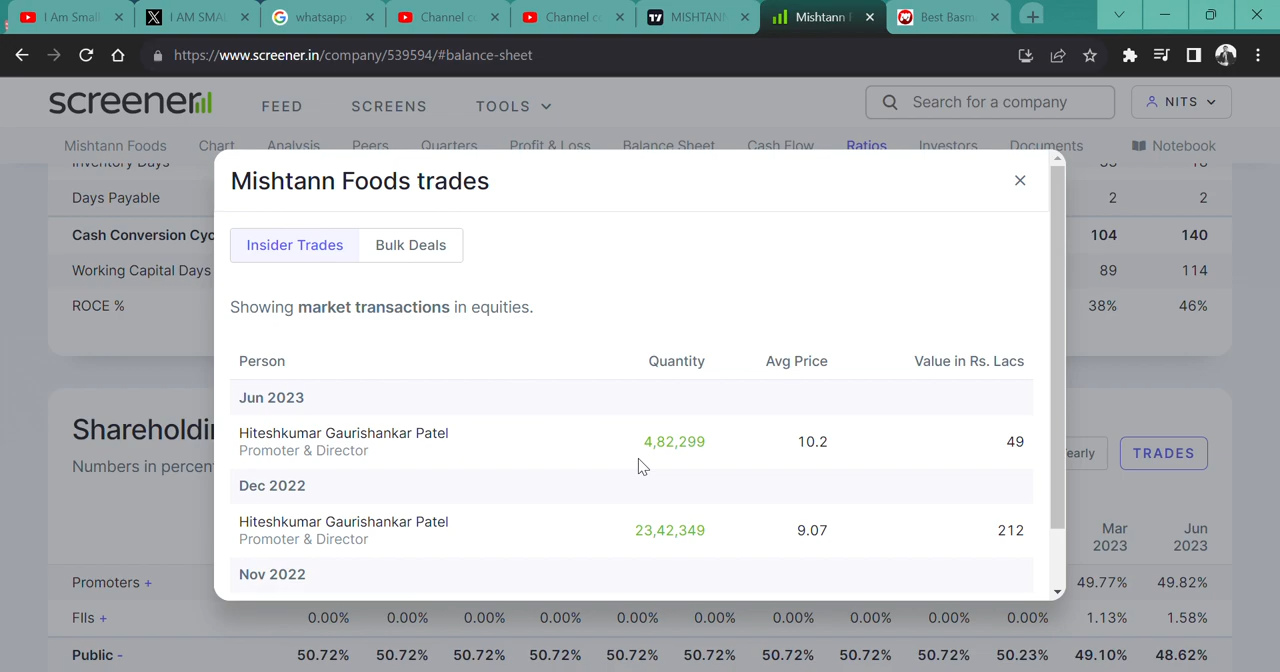 I Am Small
I AM SMAL
whatsapp
Channel c
Channel co
MISHTANN
Mishtann F
Best Basm
https://www.screener.in/company/539594/#balance-sheet
screener
FEED
SCREENS
TOOLS
Search for a company
NITS
Mishtann Foods
Chart
Analysis
Peers
Quarters
Profit & Loss
Balance Sheet
Cash Flow
Ratios
Investors
Documents
Notebook
Inventory Days
Days Payable 2 2
Cash Conversion Cyc 104 140
Working Capital Days 89 114
ROCE % 38% 46%
Mishtann Foods trades
Insider Trades
Bulk Deals
Showing market transactions in equities.
Person Quantity Avg Price Value in Rs. Lacs
Jun 2023
Hiteshkumar Gaurishankar Patel 4,82,299 10.2 49
Promoter & Director
Dec 2022
Hiteshkumar Gaurishankar Patel 23,42,349 9.07 212
Promoter & Director
Nov 2022
Shareholdin
Numbers in percent
early
TRADES
Mar Jun
2023 2023
Promoters + 49.77% 49.82%
FIIs + 0.00% 0.00% 0.00% 0.00% 0.00% 0.00% 0.00% 0.00% 0.00% 0.00% 1.13% 1.58%
Public - 50.72% 50.72% 50.72% 50.72% 50.72% 50.72% 50.72% 50.72% 50.72% 50.23% 49.10% 48.62%